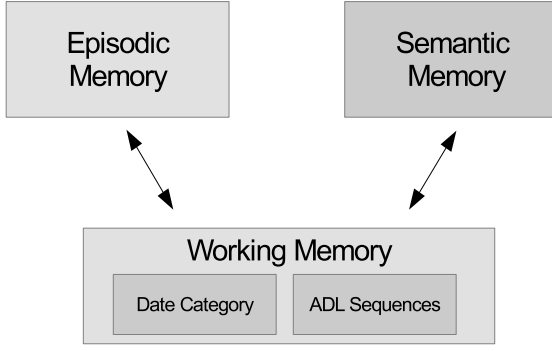 Episodic
Memory
Semantic
Memory
Working Memory
Date Category
ADL Sequences